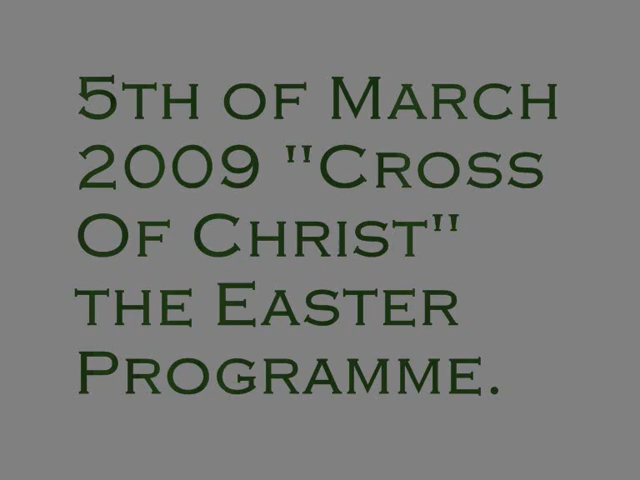 5th of March
2009 "Cross
Of Christ"
the Easter
Programme.